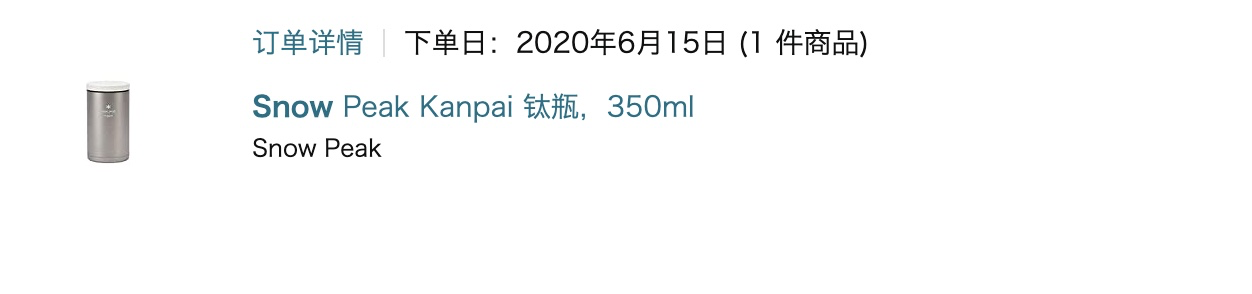 订单详情 | 下单日：2020年6月15日 (1 件商品)
Snow Peak Kanpai 钛瓶，350ml
Snow Peak